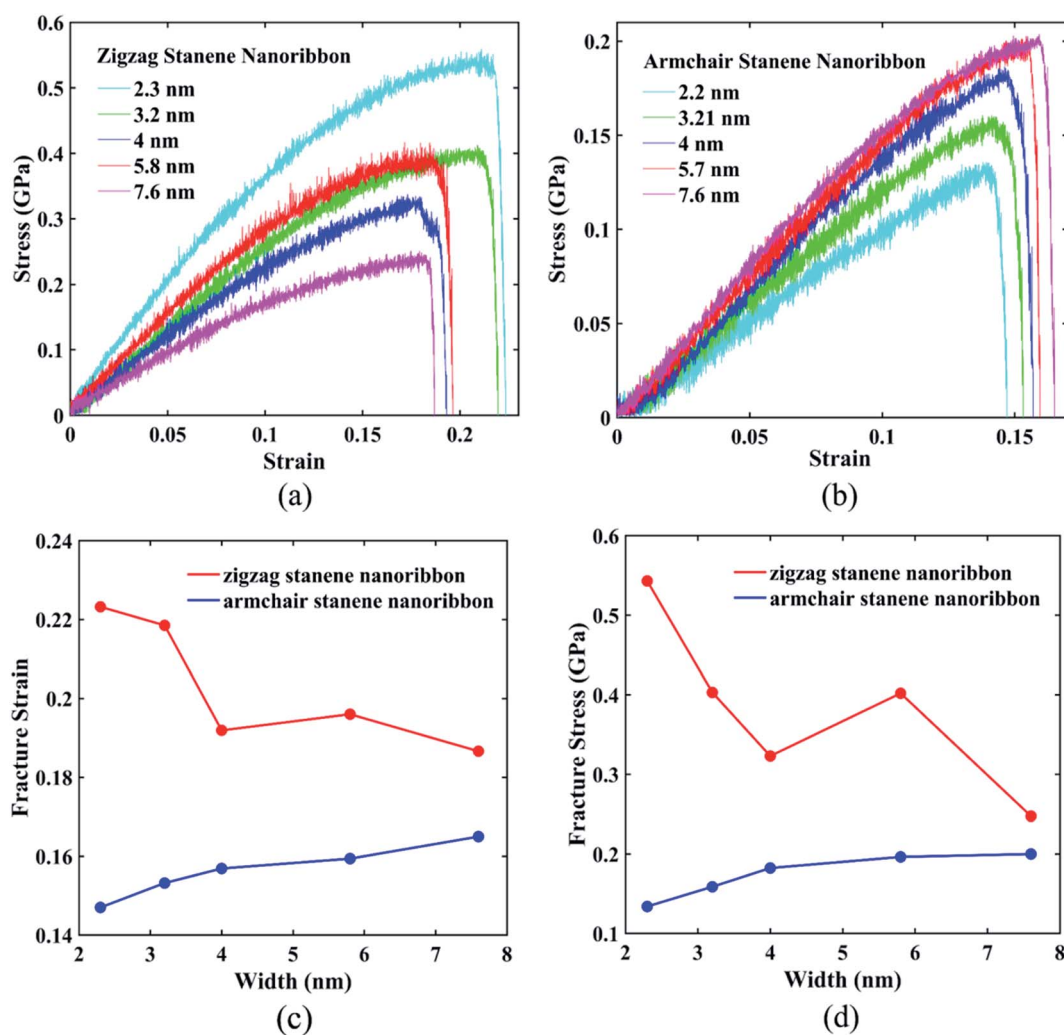 0.6
0.5
0.4
0.3
0.2
0.1
0
Stress (GPa)
Zigzag Stanene Nanoribbon
2.3 nm
3.2 nm
4 nm
5.8 nm
7.6 nm
0
0.05
0.1
0.15
0.2
Strain
(a)
0.2
0.15
0.1
0.05
0
Stress (GPa)
Armchair Stanene Nanoribbon
2.2 nm
3.21 nm
4 nm
5.7 nm
7.6 nm
0
0.05
0.1
0.15
Strain
(b)
0.24
0.22
0.2
0.18
0.16
0.14
Fracture Strain
zigzag stanene nanoribbon
armchair stanene nanoribbon
2
3
4
5
6
7
8
Width (nm)
(c)
0.6
0.5
0.4
0.3
0.2
0.1
Fracture Stress (GPa)
zigzag stanene nanoribbon
armchair stanene nanoribbon
2
3
4
5
6
7
8
Width (nm)
(d)